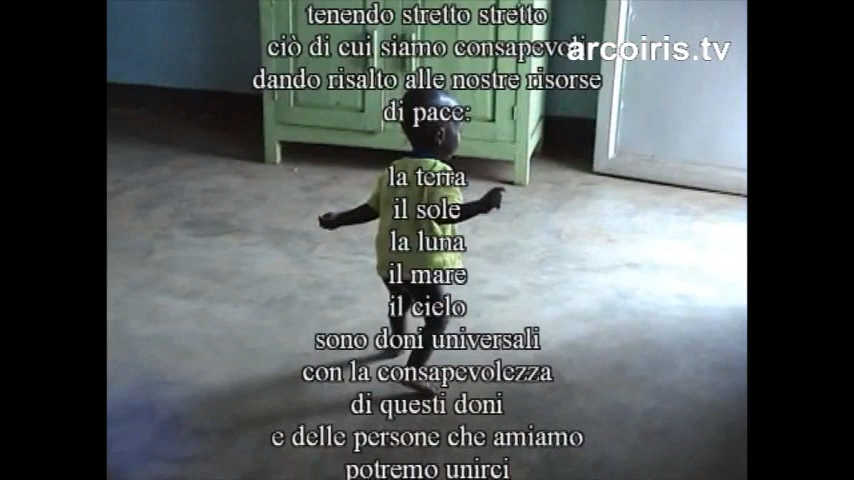 tenendo stretto stretto
ciò di cui siamo consapevoli
arcoiris.tv
dando risalto alle nostre risorse
di pace:
la terra
il sole
la luna
il mare
il cielo
sono doni universali
con la consapevolezza
di questi doni
e delle persone che amiamo
potremo unirci